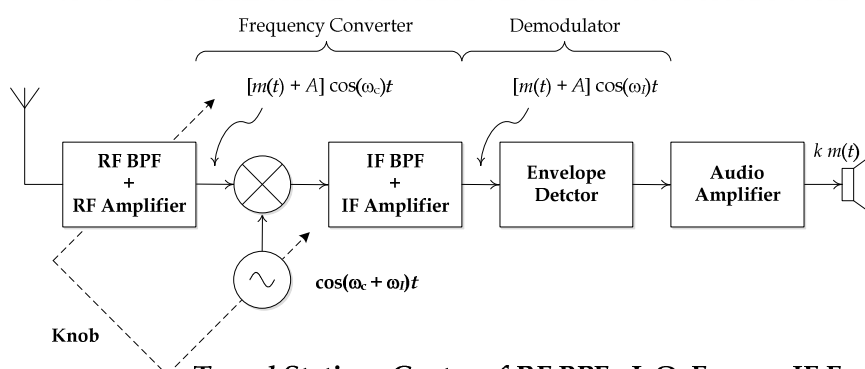 Frequency Converter
Demodulator
[m(t) + A] cos(ωc)t
[m(t) + A] cos(ωI)t
RF BPF
+
RF Amplifier
IF BPF
+
IF Amplifier
Envelope
Detctor
Audio
Amplifier
k m(t)
cos(ωc + ωI)t
Knob